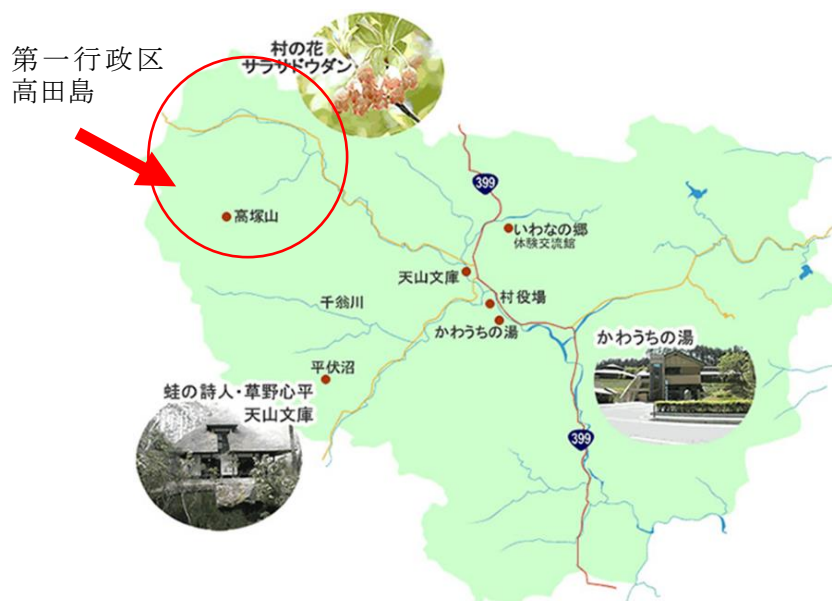 第一行政区
高田島
村の花
サラサドウダン
399
高塚山
いわなの郷
体験交流館
天山文庫
千翁川
村役場
かわうちの湯
かわうちの湯
平伏沼
蛙の詩人・草野心平
天山文庫
399